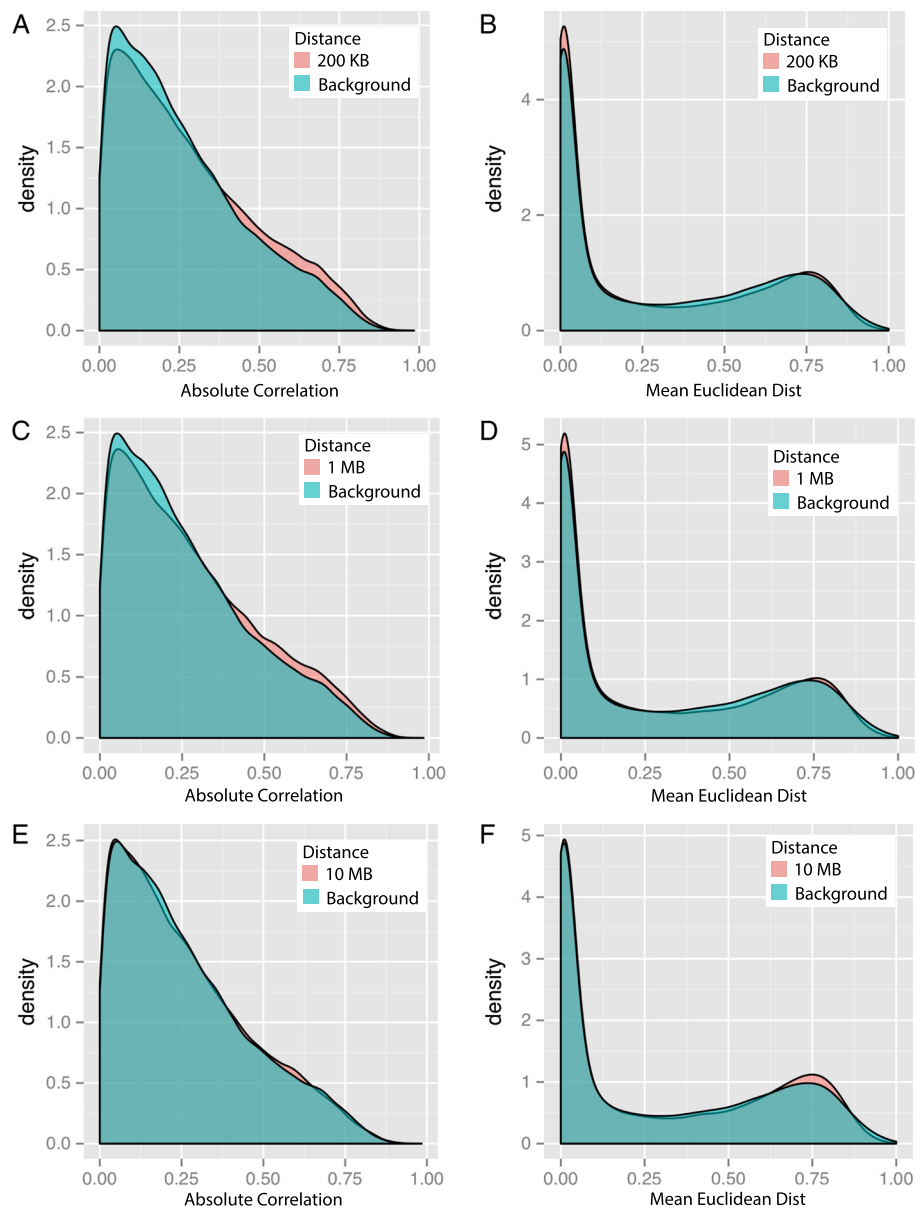 A
Distance
200 KB
Background
density
2.5
2.0
1.5
1.0
0.5
0.0
0.00 0.25 0.50 0.75 1.00
Absolute Correlation
B
Distance
200 KB
Background
density
4
2
0
0.00 0.25 0.50 0.75 1.00
Mean Euclidean Dist
C
Distance
1 MB
Background
density
2.5
2.0
1.5
1.0
0.5
0.0
0.00 0.25 0.50 0.75 1.00
Absolute Correlation
D
Distance
1 MB
Background
density
5
4
3
2
1
0
0.00 0.25 0.50 0.75 1.00
Mean Euclidean Dist
E
Distance
10 MB
Background
density
2.5
2.0
1.5
1.0
0.5
0.0
0.00 0.25 0.50 0.75 1.00
Absolute Correlation
F
Distance
10 MB
Background
density
5
4
3
2
1
0
0.00 0.25 0.50 0.75 1.00
Mean Euclidean Dist